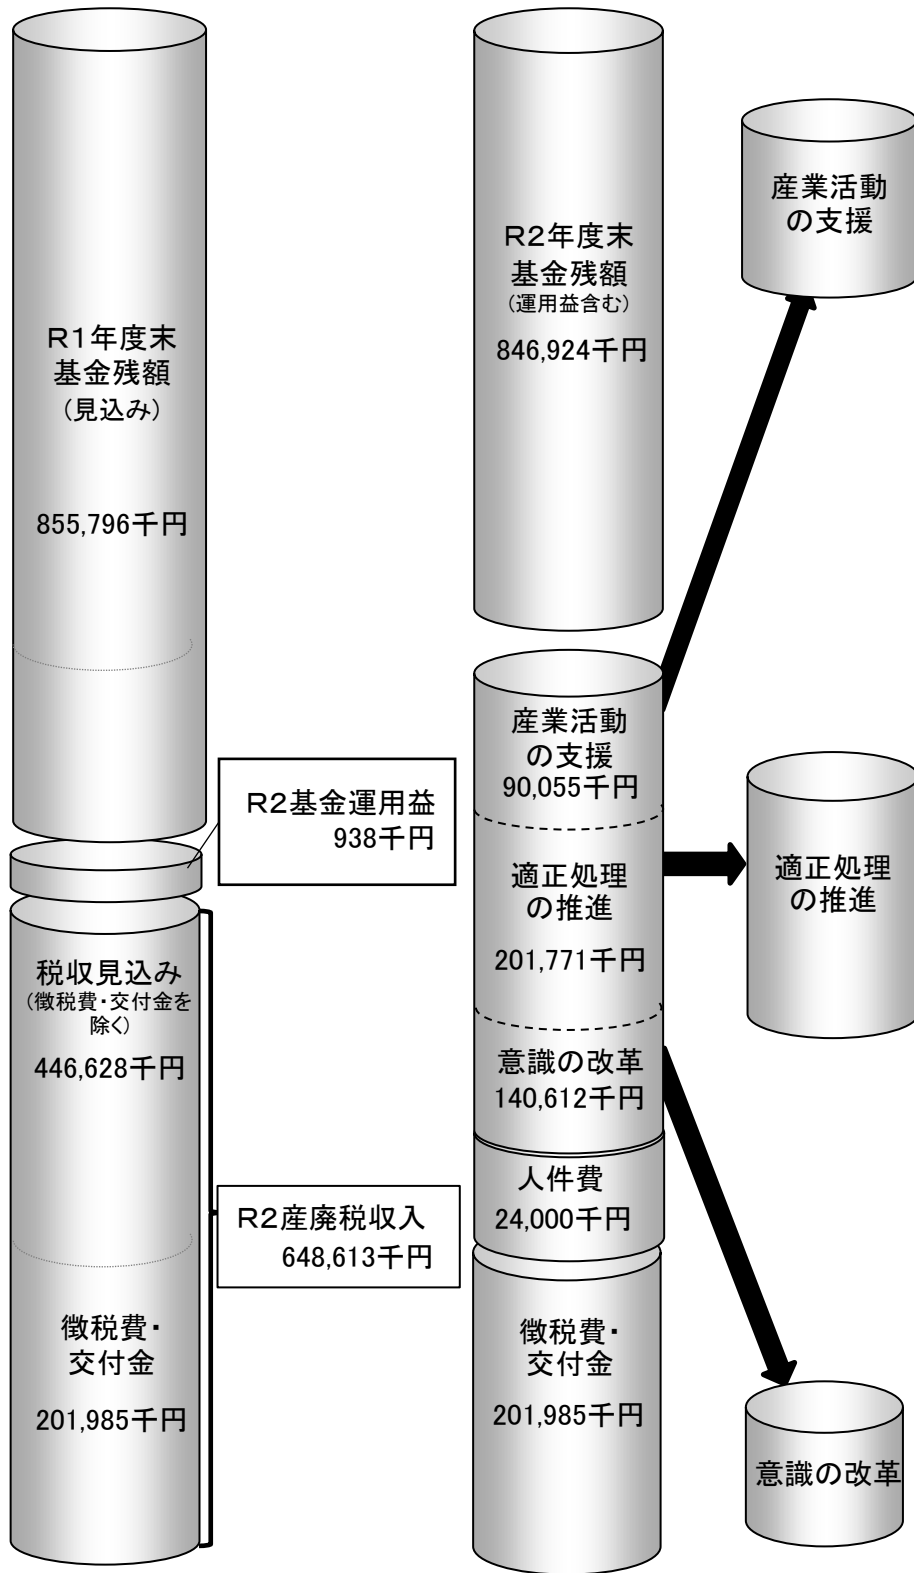 R1年度末
基金残額
(見込み)
855,796千円
R2基金運用益
938千円
税収見込み
(徴税費・交付金を
除く)
446,628千円
R2産廃税収入
648,613千円
徴税費・
交付金
201,985千円
R2年度末
基金残額
(運用益含む)
846,924千円
産業活動
の支援
90,055千円
適正処理
の推進
201,771千円
意識の改革
140,612千円
人件費
24,000千円
徴税費・
交付金
201,985千円
産業活動
の支援
適正処理
の推進
意識の改革